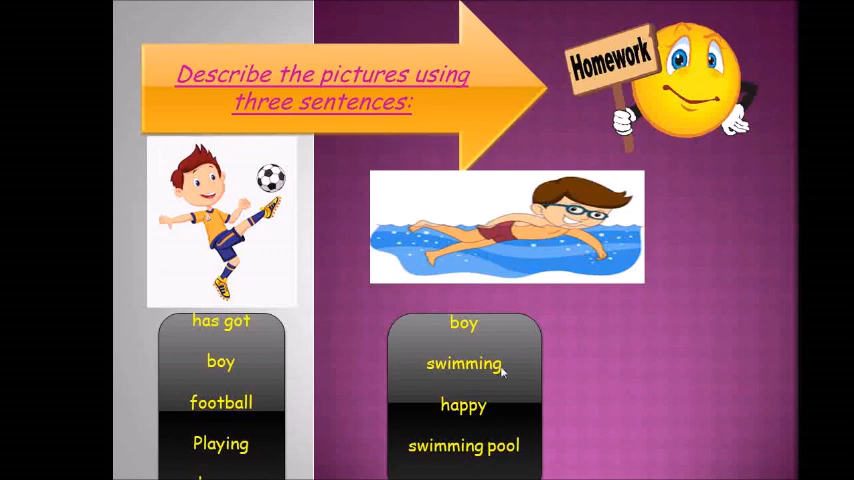 Describe the pictures using
three sentences:
Homework
has got
boy
football
Playing
boy
swimming
happy
swimming pool